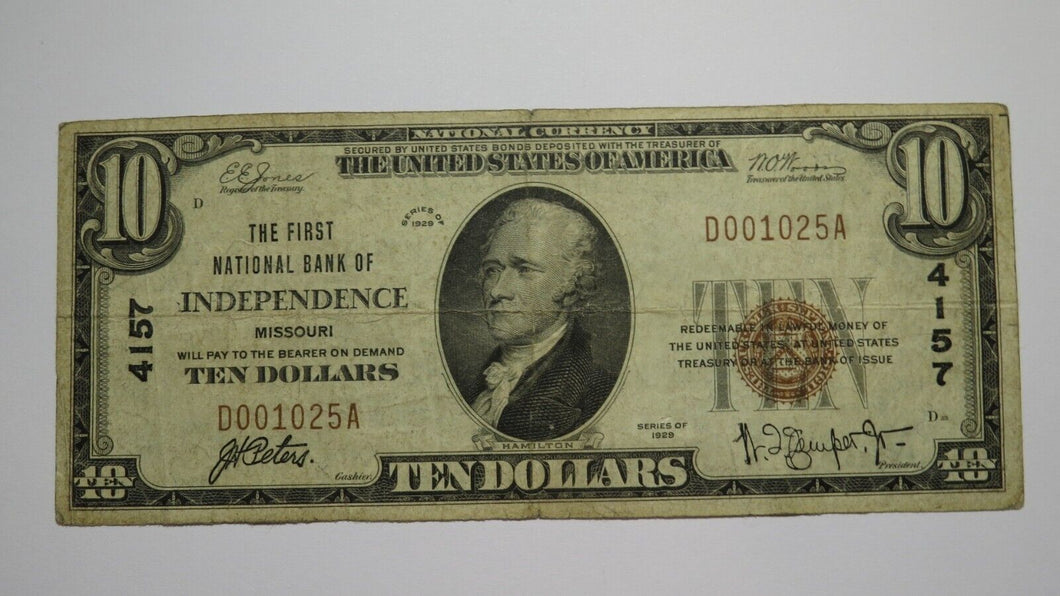 NATIONAL CURRENCY
SECURED BY UNITED STATES BONDS DEPOSITED WITH THE TREASURER OF
THE UNITED STATES OF AMERICA
10
10
E.E. Jones
Register of the Treasury.
W.O. Woods
Treasurer of the United States.
D
SERIES OF
1929
D001025A
THE FIRST
NATIONAL BANK OF
INDEPENDENCE
MISSOURI
WILL PAY TO THE BEARER ON DEMAND
TEN DOLLARS
4157
4157
TEN
REDEEMABLE IN LAWFUL MONEY OF
THE UNITED STATES AT UNITED STATES
TREASURY OR AT THE BANK OF ISSUE
D001025A
SERIES OF
1929
D
HAMILTON
Cashier.
President.
10
TEN
TEN DOLLARS
10
TEN